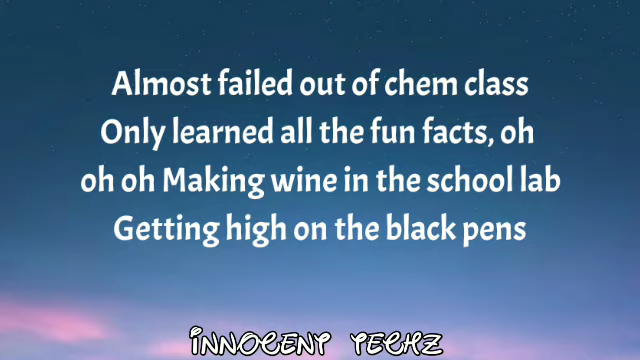 Almost failed out of chem class
Only learned all the fun facts, oh
oh oh Making wine in the school lab
Getting high on the black pens
INNOCENT TECHZ